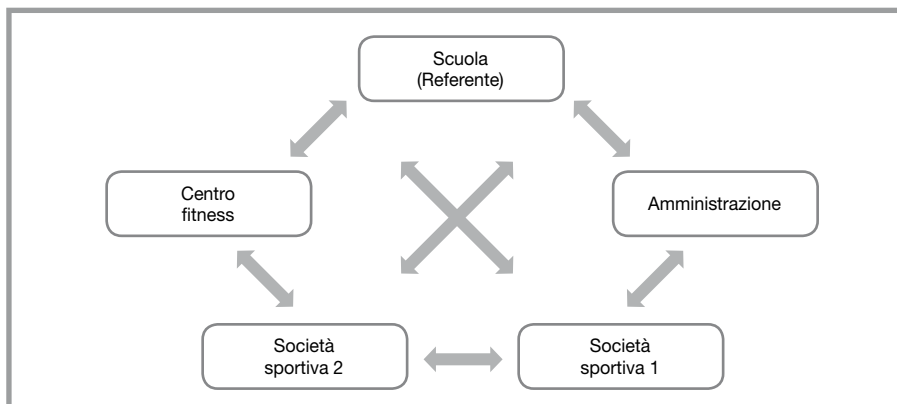 Scuola
(Referente)
Centro
fitness
Amministrazione
Società
sportiva 2
Società
sportiva 1